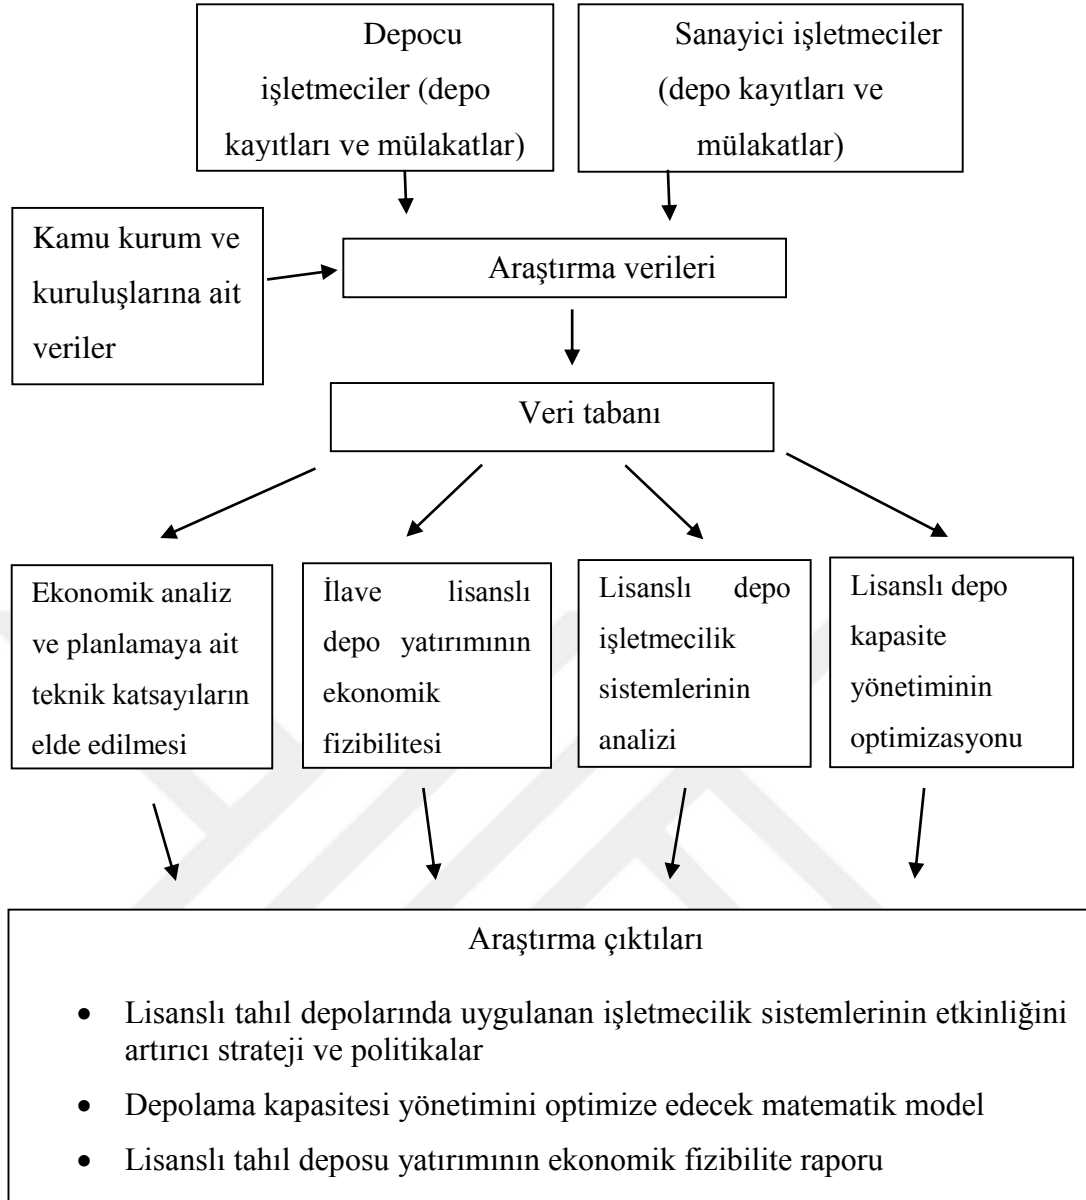 Depocu
işletmeciler (depo
kayıtları ve mülakatlar)
Sanayici işletmeciler
(depo kayıtları ve
mülakatlar)
Kamu kurum ve
kuruluşlarına ait
veriler
Araştırma verileri
Veri tabanı
Ekonomik analiz
ve planlamaya ait
teknik katsayıların
elde edilmesi
İlave lisanslı
depo yatırımının
ekonomik
fizibilitesi
Lisanslı depo
işletmecilik
sistemlerinin
analizi
Lisanslı depo
kapasite
yönetiminin
optimizasyonu
Araştırma çıktıları
• Lisanslı tahıl depolarında uygulanan işletmecilik sistemlerinin etkinliğini
artırıcı strateji ve politikalar
• Depolama kapasitesi yönetimini optimize edecek matematik model
• Lisanslı tahıl deposu yatırımının ekonomik fizibilite raporu